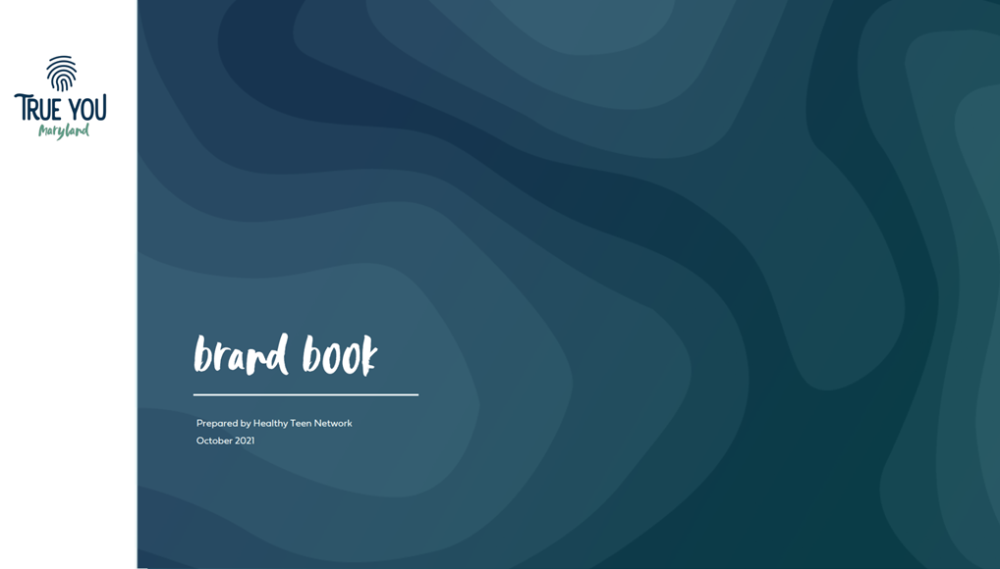 TRUE YOU
Maryland
brand book
Prepared by Healthy Teen Network
October 2021